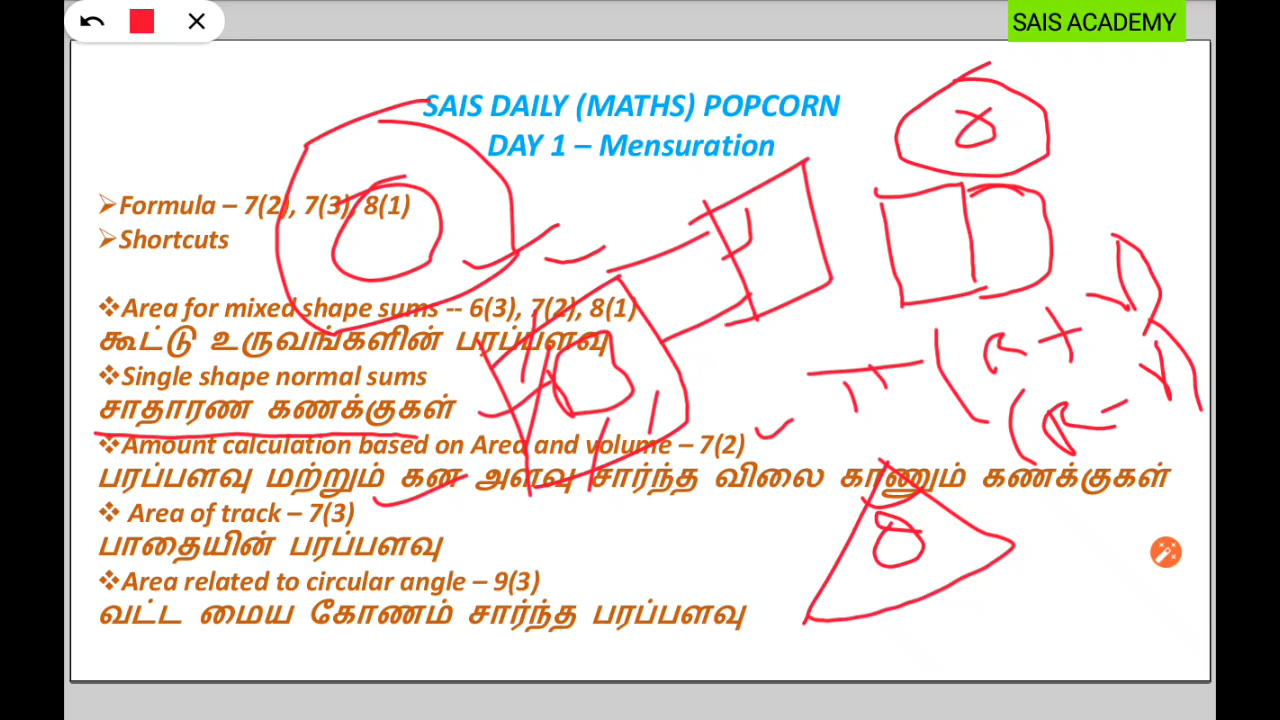 SAIS ACADEMY
SAIS DAILY (MATHS) POPCORN
DAY 1 – Mensuration
➢Formula – 7(2), 7(3), 8(1)
➢Shortcuts
❖Area for mixed shape sums -- 6(3), 7(2), 8(1)
கூட்டு உருவங்களின் பரப்பளவு
❖Single shape normal sums
சாதாரண கணக்குகள்
❖Amount calculation based on Area and volume – 7(2)
பரப்பளவு மற்றும் கன அளவு சார்ந்த விலை காணும் கணக்குகள்
❖ Area of track – 7(3)
பாதையின் பரப்பளவு
❖Area related to circular angle – 9(3)
வட்ட மைய கோணம் சார்ந்த பரப்பளவு